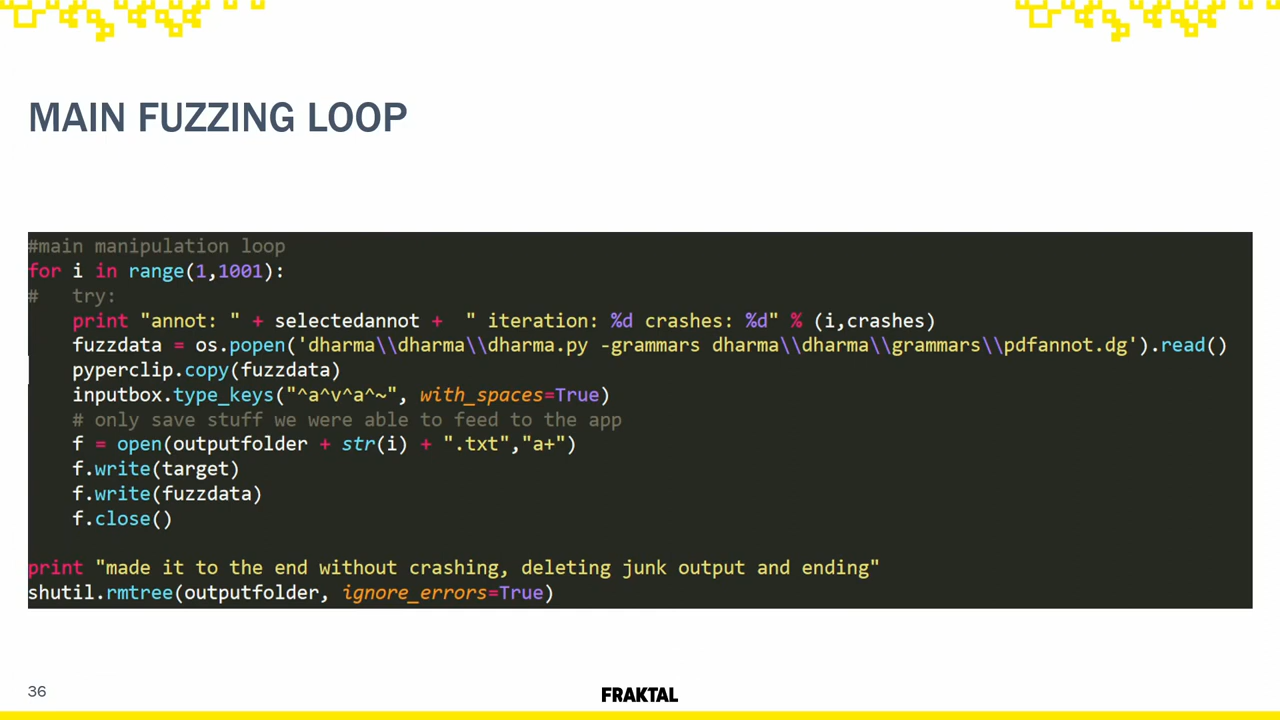 MAIN FUZZING LOOP
#main manipulation loop
for i in range(1,1001):
#   try:
    print "annot: " + selectedannot +  " iteration: %d crashes: %d" % (i,crashes)
    fuzzdata = os.popen('dharma\\dharma\\dharma.py -grammars dharma\\dharma\\grammars\\pdfannot.dg').read()
    pyperclip.copy(fuzzdata)
    inputbox.type_keys("^a^v^a^~", with_spaces=True)
    # only save stuff we were able to feed to the app
    f = open(outputfolder + str(i) + ".txt","a+")
    f.write(target)
    f.write(fuzzdata)
    f.close()
print "made it to the end without crashing, deleting junk output and ending"
shutil.rmtree(outputfolder, ignore_errors=True)
36
FRAKTAL